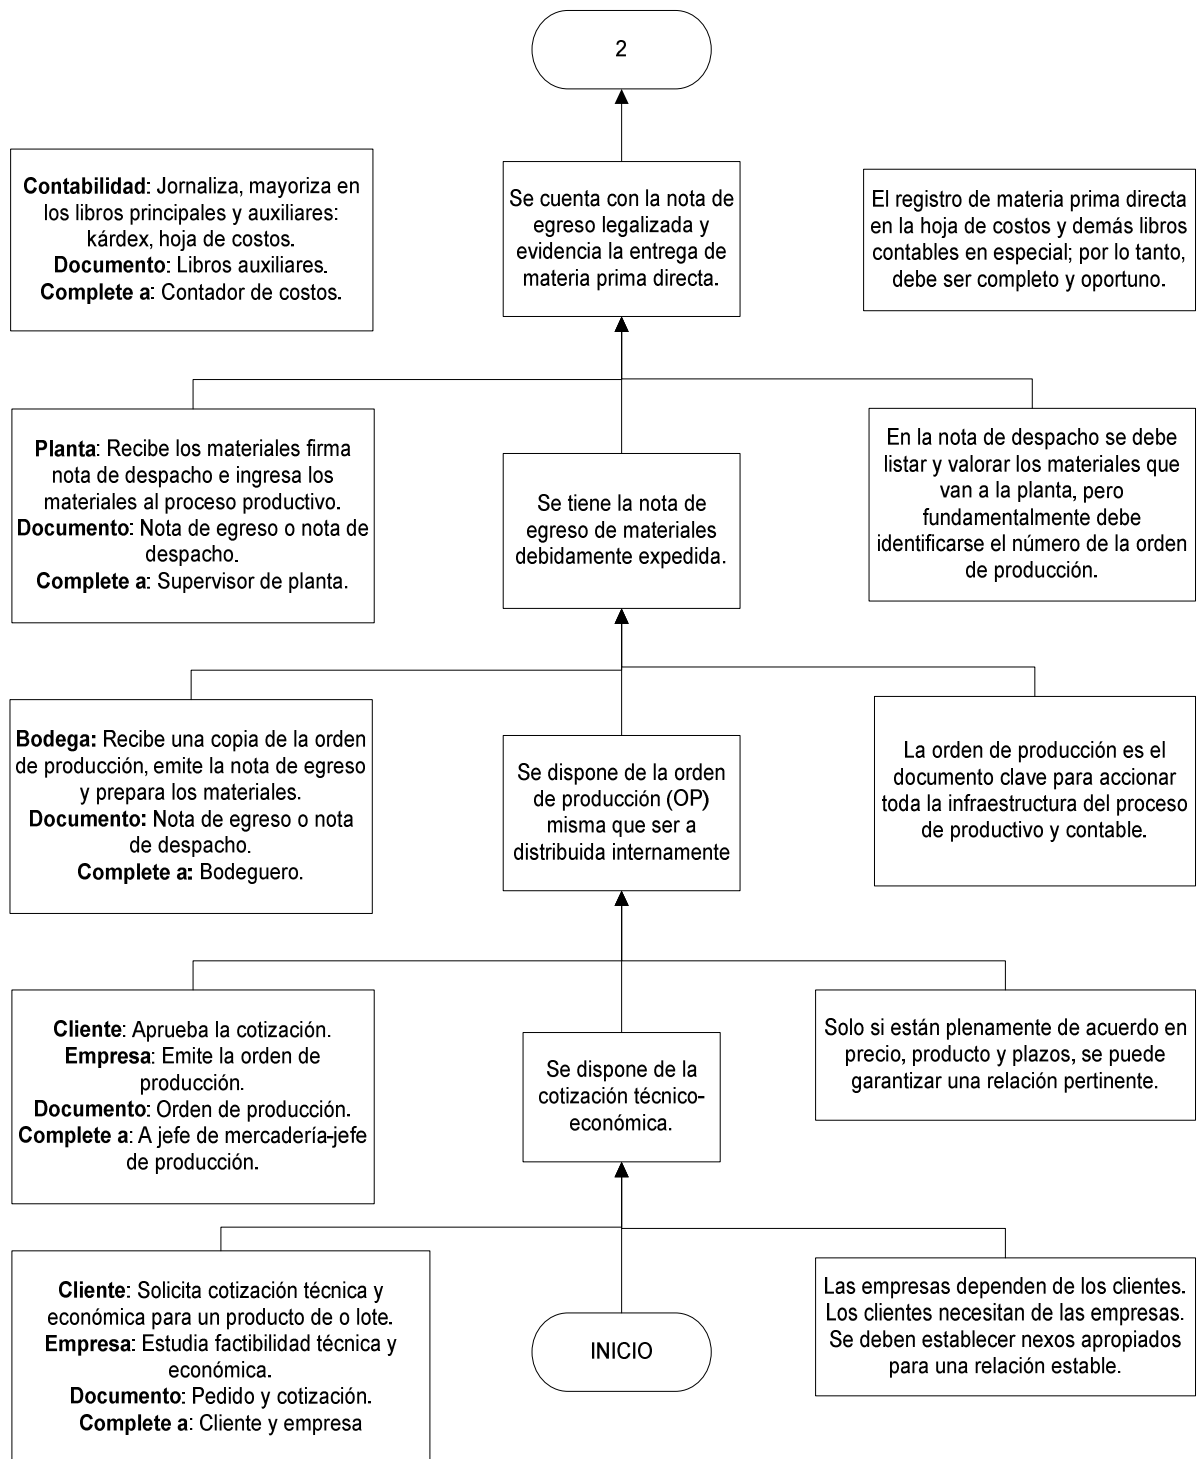 2
Contabilidad: Jornaliza, mayoriza en
los libros principales y auxiliares:
kárdex, hoja de costos.
Documento: Libros auxiliares.
Complete a: Contador de costos.
Se cuenta con la nota de
egreso legalizada y
evidencia la entrega de
materia prima directa.
El registro de materia prima directa
en la hoja de costos y demás libros
contables en especial; por lo tanto,
debe ser completo y oportuno.
Planta: Recibe los materiales firma
nota de despacho e ingresa los
materiales al proceso productivo.
Documento: Nota de egreso o nota de
despacho.
Complete a: Supervisor de planta.
Se tiene la nota de
egreso de materiales
debidamente expedida.
En la nota de despacho se debe
listar y valorar los materiales que
van a la planta, pero
fundamentalmente debe
identificarse el número de la orden
de producción.
Bodega: Recibe una copia de la orden
de producción, emite la nota de egreso
y prepara los materiales.
Documento: Nota de egreso o nota
de despacho.
Complete a: Bodeguero.
Se dispone de la orden
de producción (OP)
misma que ser a
distribuida internamente
La orden de producción es el
documento clave para accionar
toda la infraestructura del proceso
de productivo y contable.
Cliente: Aprueba la cotización.
Empresa: Emite la orden de
producción.
Documento: Orden de producción.
Complete a: A jefe de mercadería-jefe
de producción.
Se dispone de la
cotización técnico-
económica.
Solo si están plenamente de acuerdo en
precio, producto y plazos, se puede
garantizar una relación pertinente.
Cliente: Solicita cotización técnica y
económica para un producto de o lote.
Empresa: Estudia factibilidad técnica y
económica.
Documento: Pedido y cotización.
Complete a: Cliente y empresa
INICIO
Las empresas dependen de los clientes.
Los clientes necesitan de las empresas.
Se deben establecer nexos apropiados
para una relación estable.